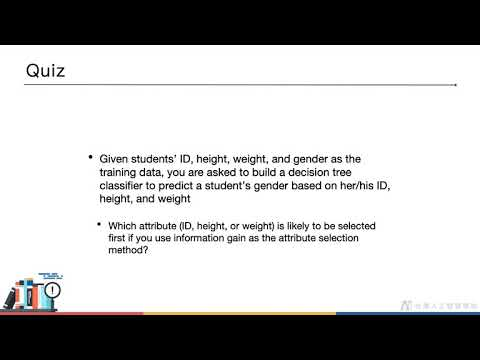 Quiz
• Given students' ID, height, weight, and gender as the
training data, you are asked to build a decision tree
classifier to predict a student's gender based on her/his ID,
height, and weight
• Which attribute (ID, height, or weight) is likely to be selected
first if you use information gain as the attribute selection
method?